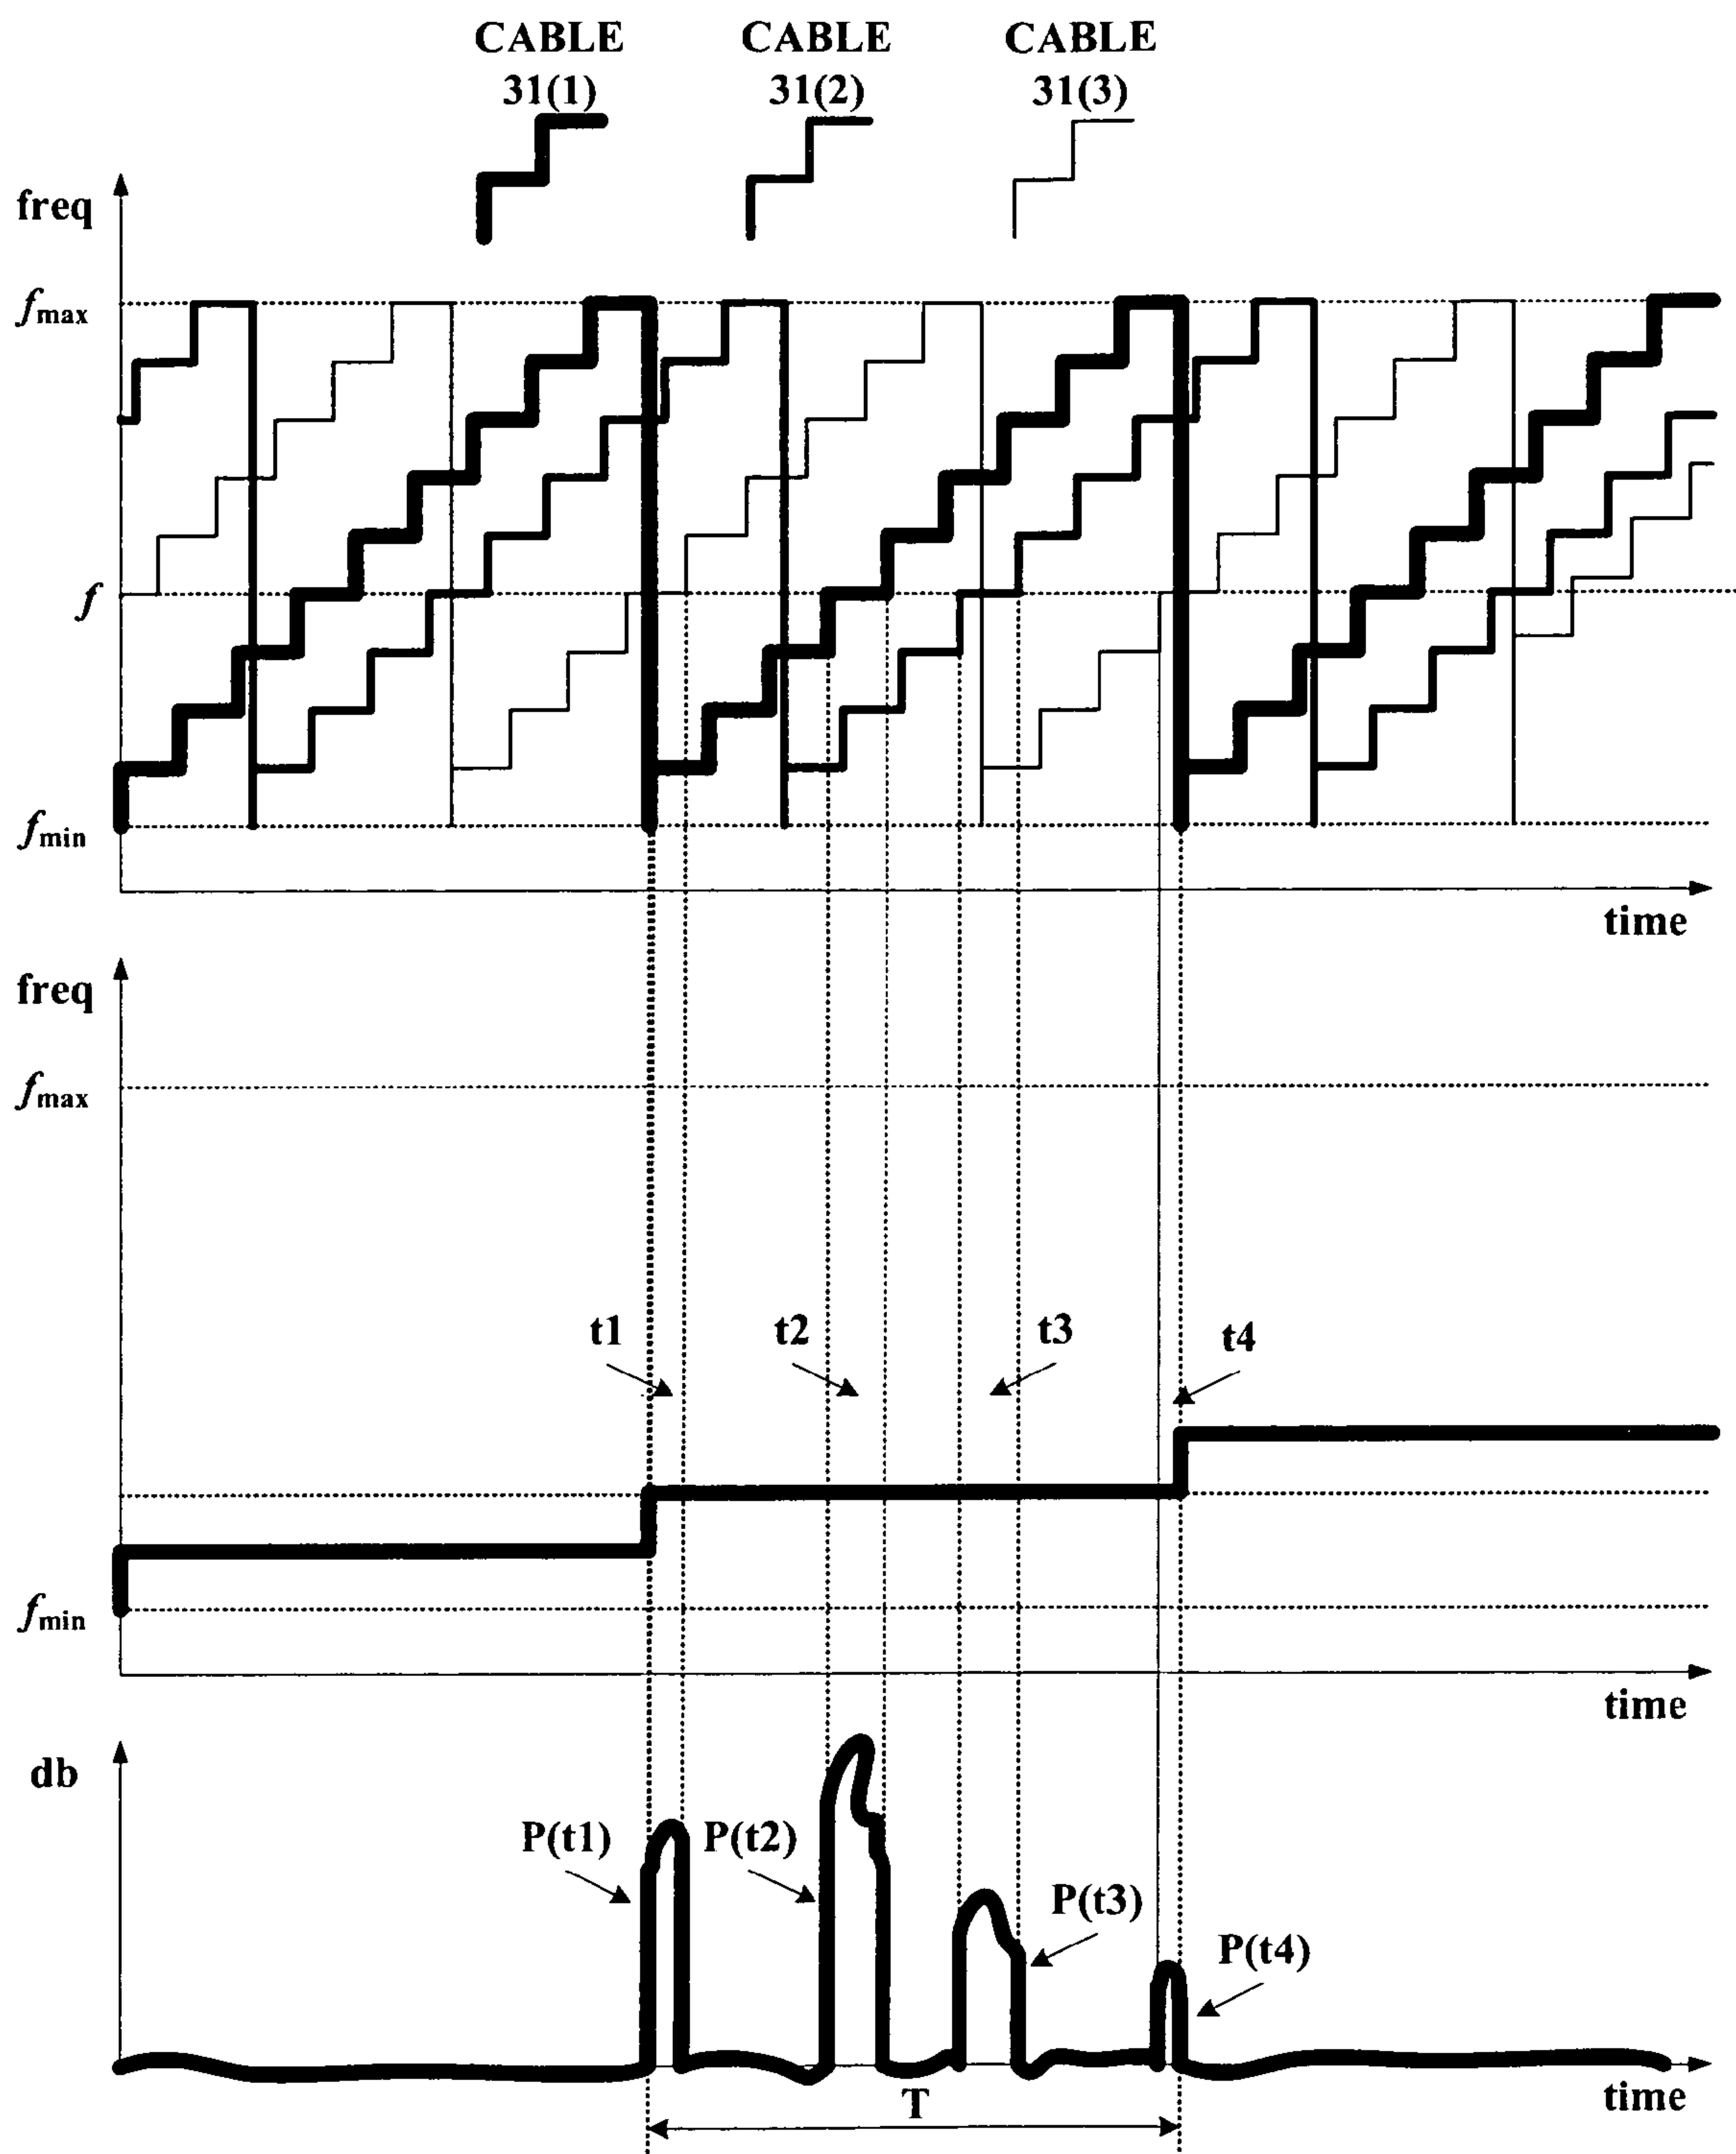 CABLE 31(1)
CABLE 31(2)
CABLE 31(3)
freq
fmax
f
fmin
time
freq
fmax
t1
t2
t3
t4
fmin
time
db
P(t1)
P(t2)
P(t3)
P(t4)
T
time